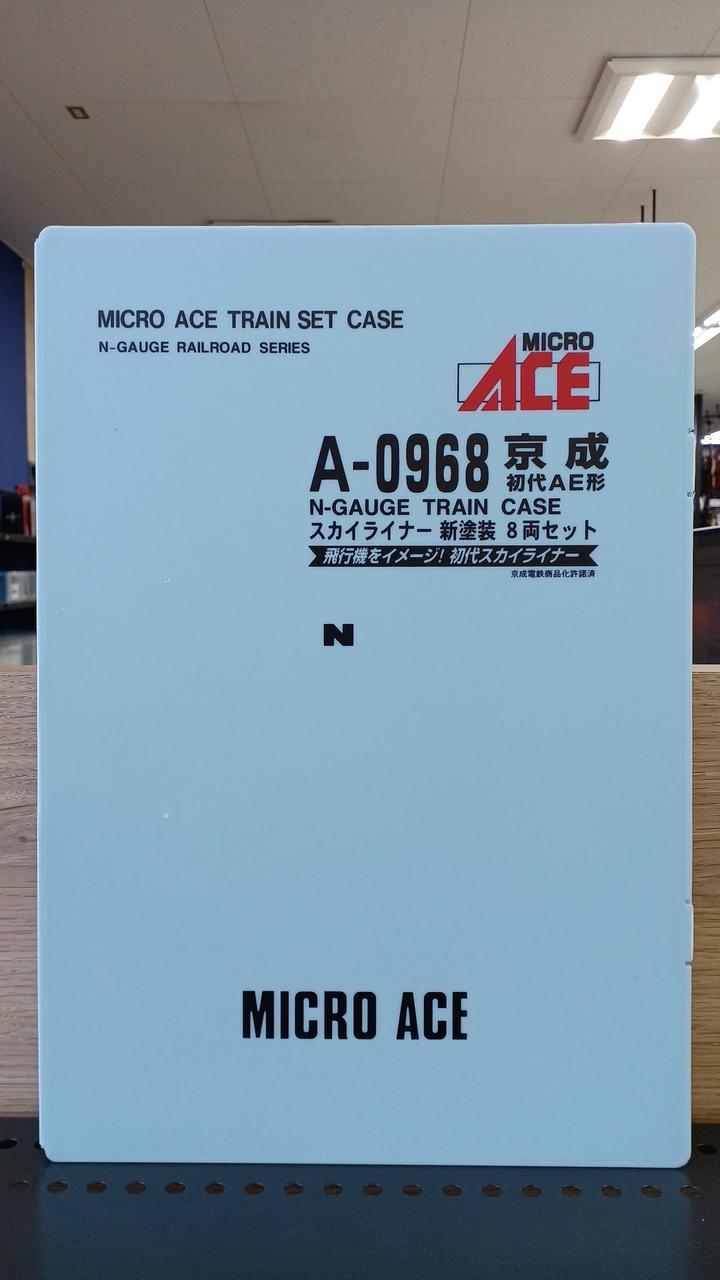 MICRO ACE TRAIN SET CASE
N-GAUGE RAILROAD SERIES
MICRO
ACE
A-0968 京成
初代AE形
N-GAUGE TRAIN CASE
スカイライナー 新塗装 8両セット
飛行機をイメージ! 初代スカイライナー
京成電鉄商品化許諾済
N
MICRO ACE